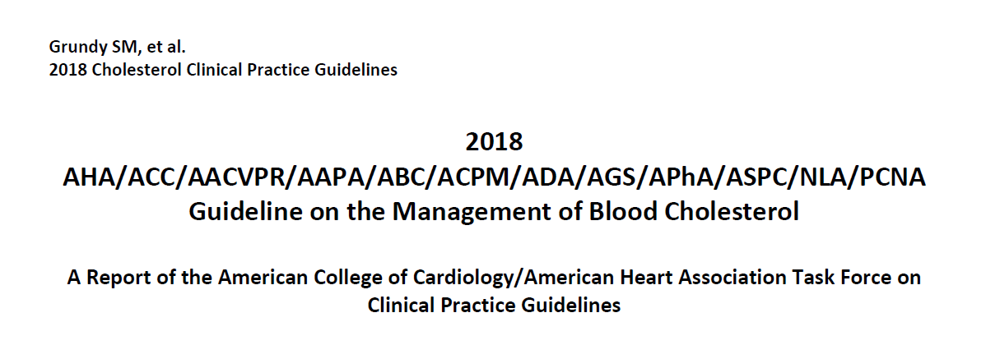 Grundy SM, et al.
2018 Cholesterol Clinical Practice Guidelines
2018
AHA/ACC/AACVPR/AAPA/ABC/ACPM/ADA/AGS/APhA/ASPC/NLA/PCNA
Guideline on the Management of Blood Cholesterol
A Report of the American College of Cardiology/American Heart Association Task Force on
Clinical Practice Guidelines